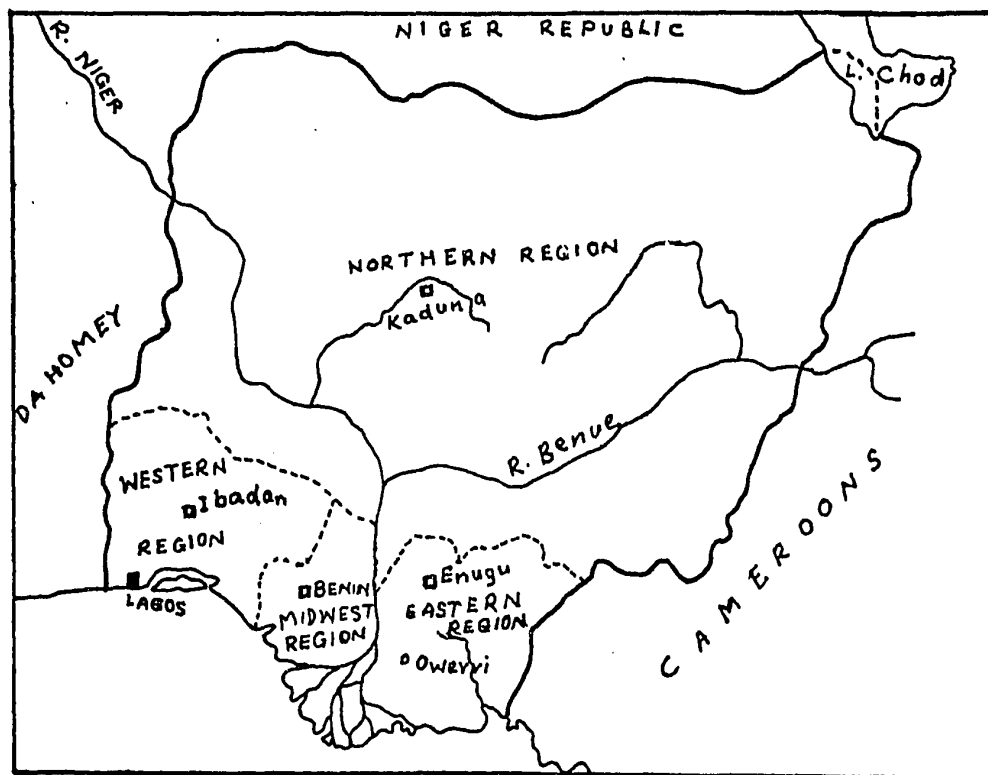 NIGER REPUBLIC
R. NIGER
L. Chad
NORTHERN REGION
Kaduna
DAHOMEY
R. Benue
WESTERN
Ibadan
REGION
CAMEROONS
LAGOS
BENIN
MIDWEST
REGION
Enugu
EASTERN
REGION
Owerri